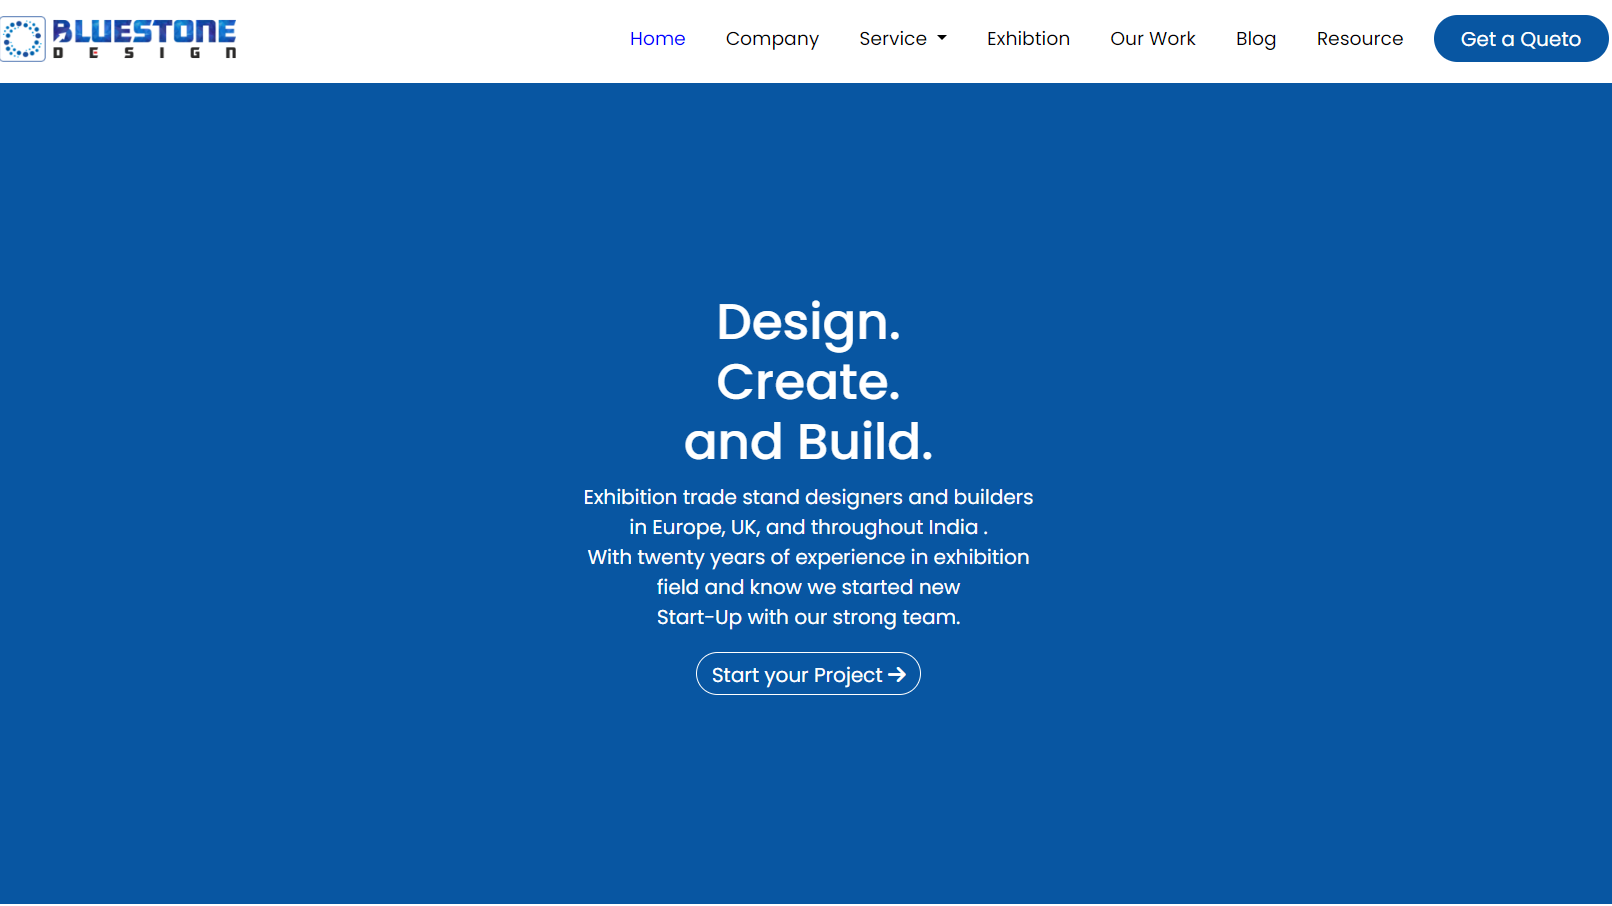 BLUESTONE
DESIGN
Home Company Service Exhibtion Our Work Blog Resource Get a Queto
Design.
Create.
and Build.
Exhibition trade stand designers and builders
in Europe, UK, and throughout India .
With twenty years of experience in exhibition
field and know we started new
Start-Up with our strong team.
Start your Project